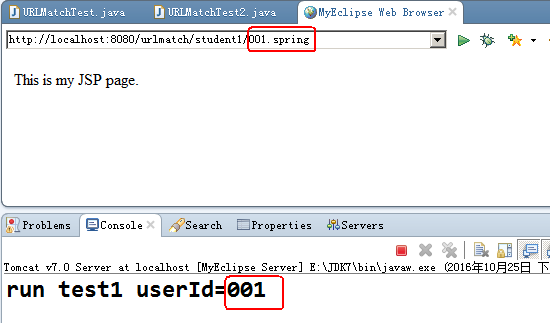 URLMatchTest.java URLMatchTest2.java MyEclipse Web Browser
http://localhost:8080/urlmatch/student1/001.spring
This is my JSP page.
Problems Console Search Properties Servers
Tomcat v7.0 Server at localhost [MyEclipse Server] E:\JDK7\bin\javaw.exe (2016年10月25日 下
run test1 userId=001